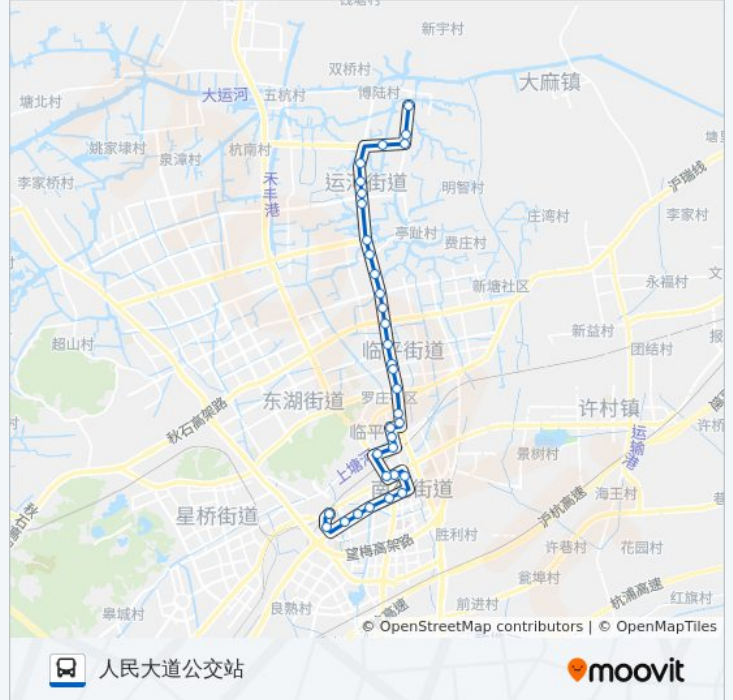 新宇村
双桥村
大麻镇
塘北村
大运河
五杭村
博陆村
姚家埭村
泉漳村
杭南村
李家桥村
禾丰港
运河街道
明智村
沪瑞线
李家村
庄湾村
亭趾村
费庄村
新塘社区
永福村
文
新益村
超山村
临平街道
团结村
报
东湖街道
许村镇
秋石高架路
临平
许桥
上塘河
景树村
运输港
南 街道
海王村
星桥街道
沪杭高速
胜利村
望梅高架路
许巷村
花园村
翁埠村
杭浦高速
皋城村
良熟村
高速
前进村
红旗村
© OpenStreetMap contributors | © OpenMapTiles
人民大道公交站
moovit